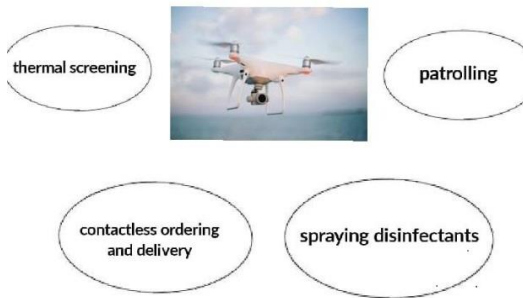 thermal screening
patrolling
contactless ordering
and delivery
spraying disinfectants